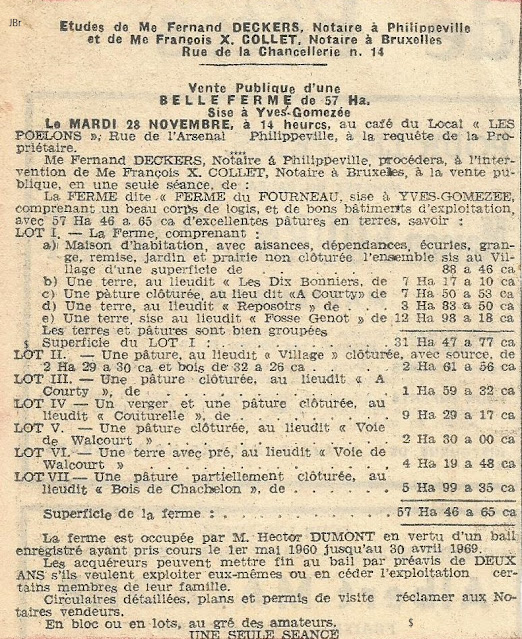 JBr
Etudes de Me Fernand DECKERS, Notaire à Philippeville
et de Me François X. COLLET, Notaire à Bruxelles
Rue de la Chancellerie n. 14
Vente Publique d'une
BELLE FERME de 57 Ha.
Sise à Yves-Gomezée
Le MARDI 28 NOVEMBRE, à 14 heurcs, au café du Local « LES
POELONS », Rue de l'Arsenal Philippeville, à la requête de la Pro-
priétaire.
****
Me Fernand DECKERS, Notaire à Philippeville, procédera, à l'inter-
vention de Me François X. COLLET, Notaire à Bruxelles, à la vente pu-
blique, en une seule séance, de :
La FERME dite « FERME du FOURNEAU, sise à YVES-GOMEZEE,
comprenant un beau corps de logis, et de bons bâtiments d'exploitation,
avec 57 Ha 46 a 65 ca d'excellentes pâtures en terres, savoir :
LOT I. — La Ferme, comprenant :
a) Maison d'habitation, avec aisances, dépendances, écuries, gran-
ge, remise, jardin et prairie non clôturée l'ensemble sis au Vil-
llage d'une superficie de 88 a 46 ca
b) Une terre, au lieudit « Les Dix Bonniers, de 7 Ha 17 a 10 ca
c) Une pàture clôturée, au lieu dit «A Courty» de 7 Ha 50 a 53 ca
d) Une terre, au lieudit « Reposoirs » de . 3 Ha 83 a 50 ca
e) Une terre, sise au lieudit « Fosse Genot » de 12 Ha 98 a 18 ca
Les terres et pâtures sont bien groupées
Superficie du LOT I : . . . . . 31 Ha 47 a 77 ca
LOT II. — Une pâture, au lieudit « Village » clôturée, avec source, de
2 Ha 29 a 30 ca et bois de 32 a 26 ca . . 2 Ha 61 a 56 ca
LOT III. — Une pâture clôturée, au lieudit « A
Courty », de . . . . . . 1 Ha 59 a 32 ca
LOT IV — Un verger et une pâture clôturée, au
lieudit « Couturelle », de . . . . 9 Ha 29 a 17 ca
LOT V. — Une pâture clôturée, au lieudit « Voie
de Walcourt » . . . . . . 2 Ha 30 a 00 ca
LOT VI. — Une terre avec pré, au lieudit « Voie de
Walcourt » . . . . . . . 4 Ha 19 a 48 ca
LOT VII — Une pâture partiellement clôturée, au
lieudit « Bois de Chachelon », de . . . 5 Ha 99 a 35 ca
Superficie de la ferme : . . . . . 57 Ha 46 a 65 ca
La ferme est occupée par M. Hector DUMONT en vertu d'un bail
enregistré ayant pris cours le 1er mai 1960 jusqu'au 30 avril 1969.
Les acquéreurs peuvent mettre fin au bail par préavis de DEUX
ANS s'ils veulent exploiter eux-mêmes ou en céder l'exploitation cer-
tains membres de leur famille.
Circulaires détaillées, plans et permis de visite réclamer aux No-
taires vendeurs.
En bloc ou en lots, au gré des amateurs.
UNE SEULE SEANCE